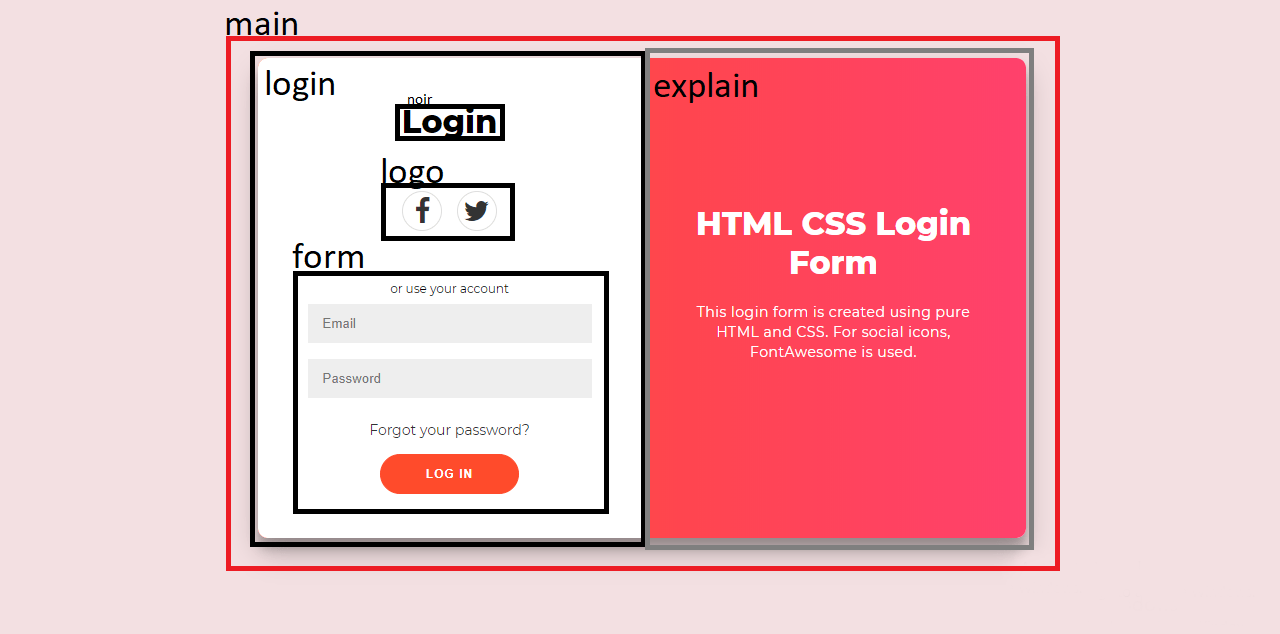 main
login
noir
Login
logo
form
or use your account
Email
Password
Forgot your password?
LOG IN
explain
HTML CSS Login
Form
This login form is created using pure
HTML and CSS. For social icons,
FontAwesome is used.